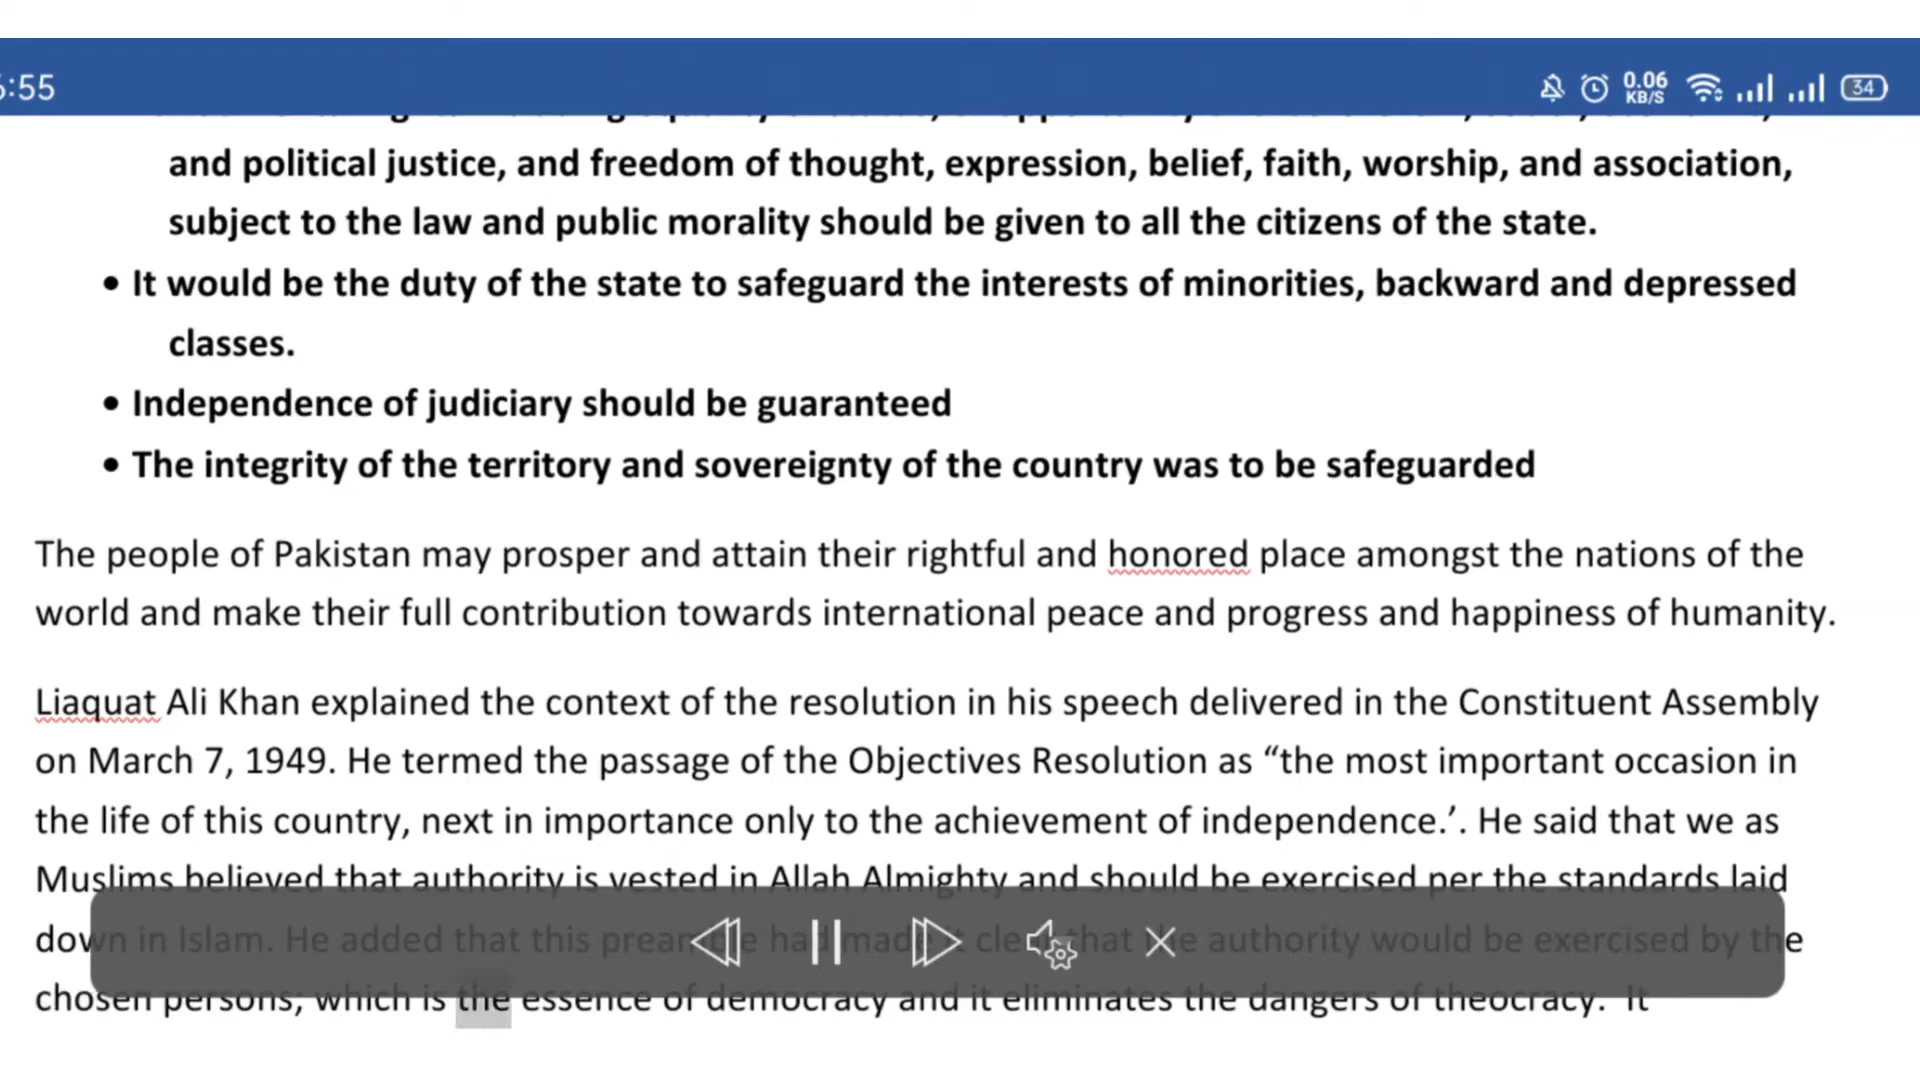 :55
0.06
KB/S
34
and political justice, and freedom of thought, expression, belief, faith, worship, and association,
subject to the law and public morality should be given to all the citizens of the state.
• It would be the duty of the state to safeguard the interests of minorities, backward and depressed
classes.
• Independence of judiciary should be guaranteed
• The integrity of the territory and sovereignty of the country was to be safeguarded
The people of Pakistan may prosper and attain their rightful and honored place amongst the nations of the
world and make their full contribution towards international peace and progress and happiness of humanity.
Liaquat Ali Khan explained the context of the resolution in his speech delivered in the Constituent Assembly
on March 7, 1949. He termed the passage of the Objectives Resolution as “the most important occasion in
the life of this country, next in importance only to the achievement of independence.’. He said that we as
Muslims believed that authority is vested in Allah Almighty and should be exercised per the standards laid
down in Islam. He added that this preamble had made it clear that the authority would be exercised by the
chosen persons; which is the essence of democracy and it eliminates the dangers of theocracy. It